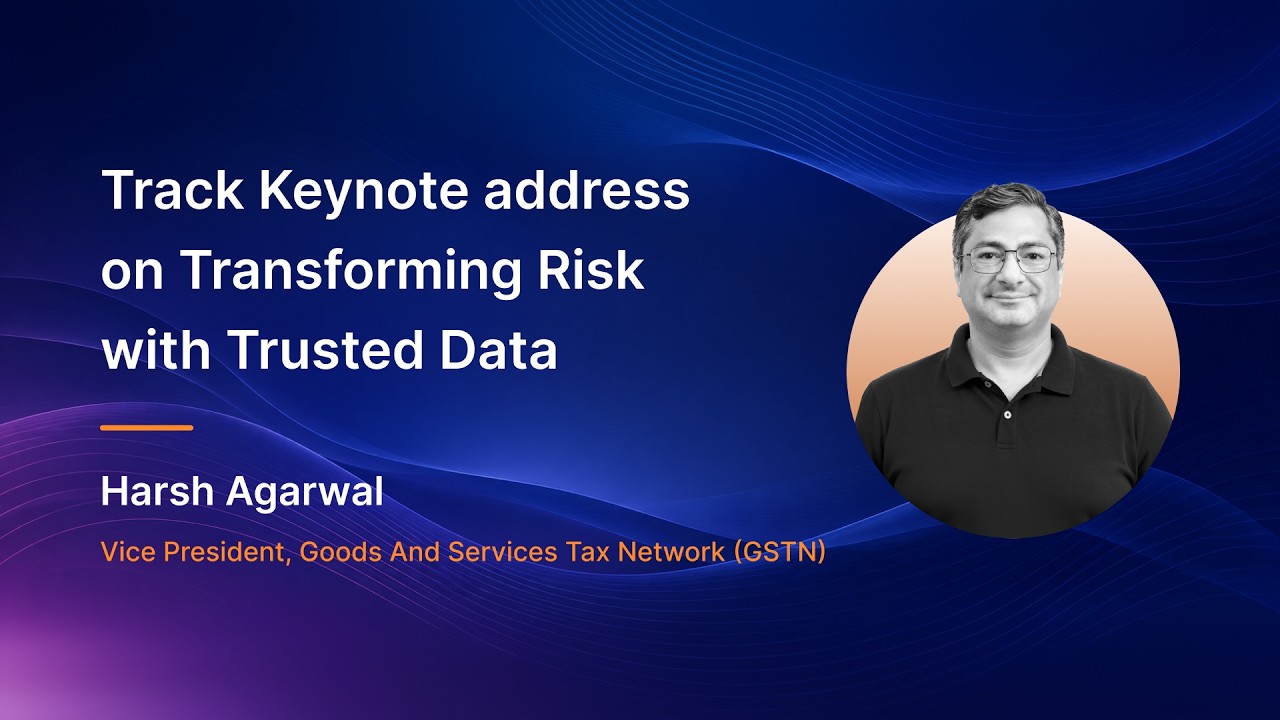 Track Keynote address
on Transforming Risk
with Trusted Data
Harsh Agarwal
Vice President, Goods And Services Tax Network (GSTN)